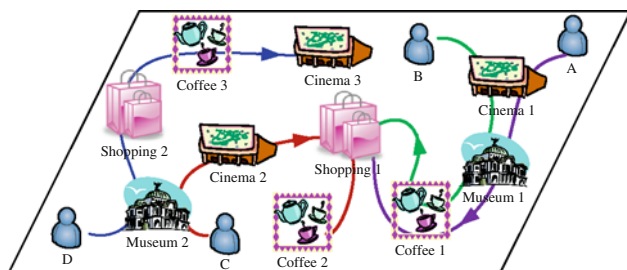 B
A
Coffee 3
Cinema 3
Cinema 1
Shopping 2
Cinema 2
Shopping 1
Museum 1
D
Museum 2
C
Coffee 2
Coffee 1